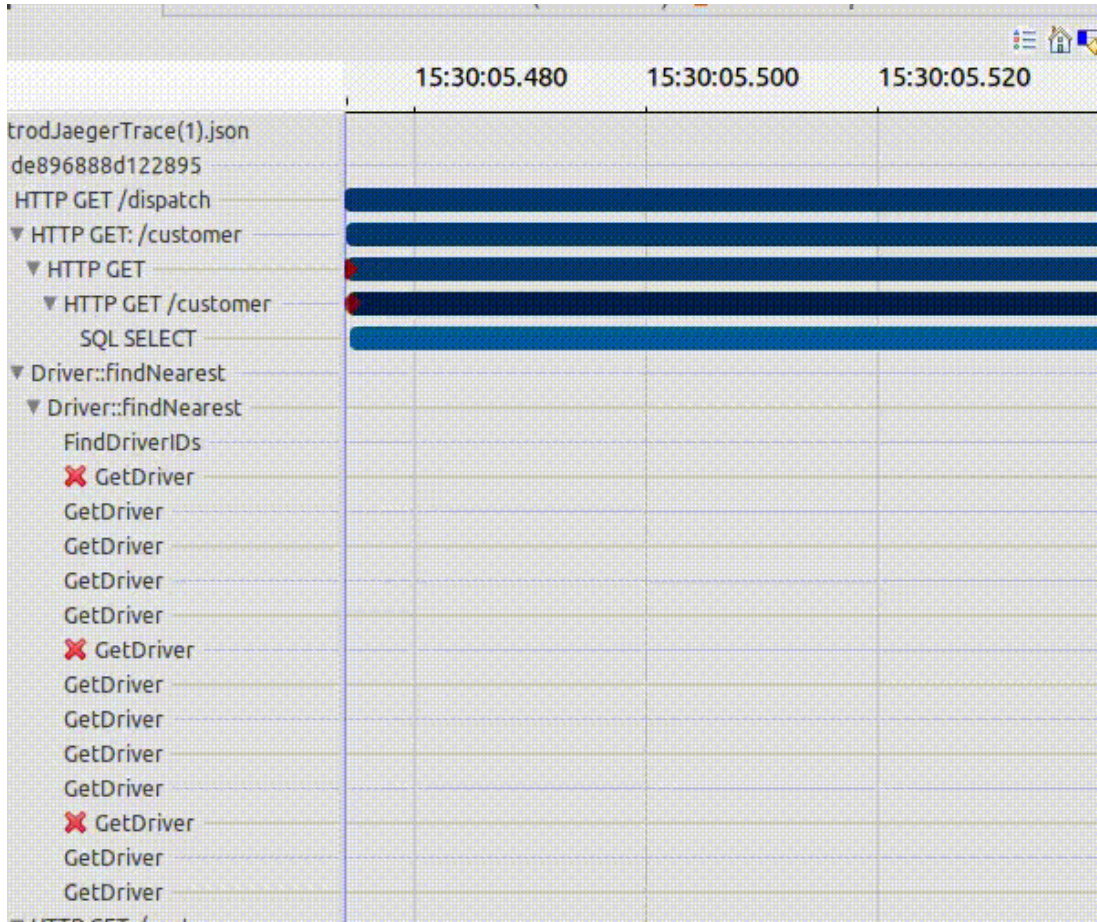 15:30:05.480 15:30:05.500 15:30:05.520
trodJaegerTrace(1).json
de896888d122895
HTTP GET /dispatch
HTTP GET: /customer
HTTP GET
HTTP GET /customer
SQL SELECT
Driver::findNearest
Driver::findNearest
FindDriverIDs
GetDriver
GetDriver
GetDriver
GetDriver
GetDriver
GetDriver
GetDriver
GetDriver
GetDriver
GetDriver
GetDriver
GetDriver
GetDriver